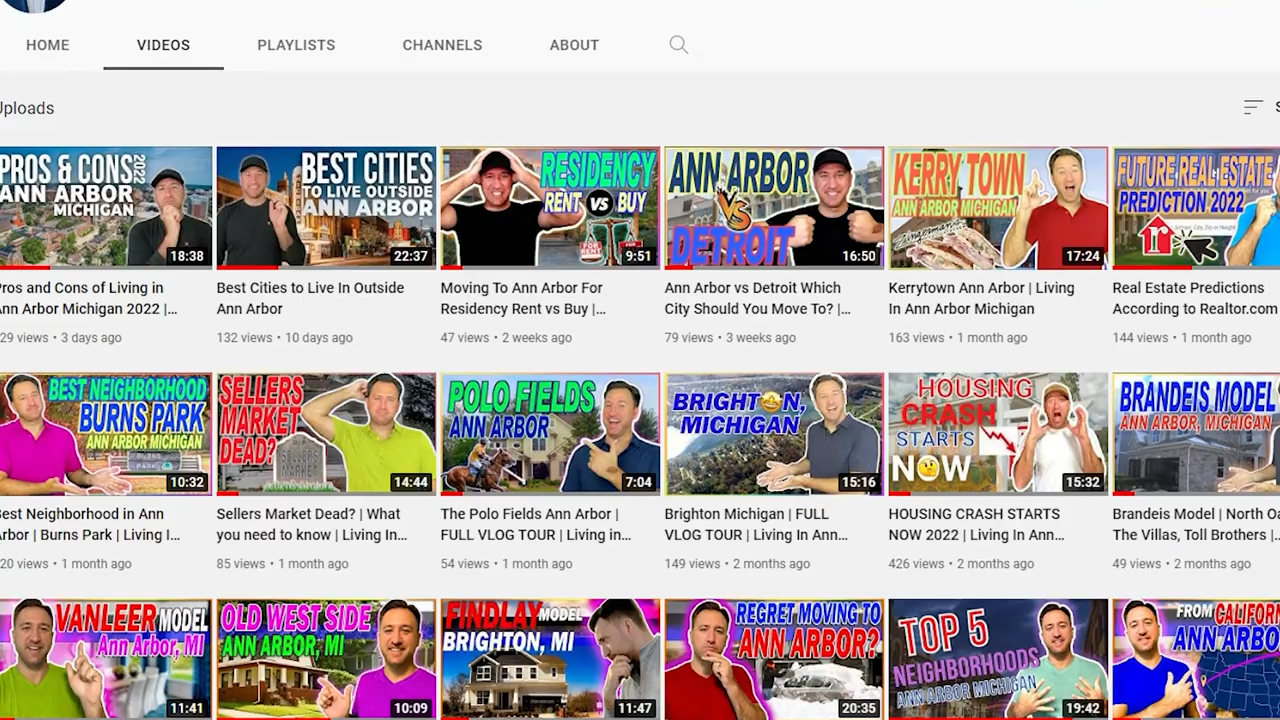 HOME VIDEOS PLAYLISTS CHANNELS ABOUT
Uploads
PROS & CONS 2022
ANN ARBOR
MICHIGAN
18:38
BEST CITIES
TO LIVE OUTSIDE
ANN ARBOR
22:37
RESIDENCY
RENT VS BUY
FOR RENT
9:51
ANN ARBOR
VS
DETROIT
16:50
KERRY TOWN
ANN ARBOR MICHIGAN
Zingerman's
17:24
FUTURE REAL ESTATE
PREDICTION 2022
Pros and Cons of Living in
Ann Arbor Michigan 2022 |...
29 views • 3 days ago
Best Cities to Live In Outside
Ann Arbor
132 views • 10 days ago
Moving To Ann Arbor For
Residency Rent vs Buy |...
47 views • 2 weeks ago
Ann Arbor vs Detroit Which
City Should You Move To? |...
79 views • 3 weeks ago
Kerrytown Ann Arbor | Living
In Ann Arbor Michigan
163 views • 1 month ago
Real Estate Predictions
According to Realtor.com
144 views • 1 month ago
BEST NEIGHBORHOOD
BURNS PARK
ANN ARBOR MICHIGAN
BURNS PARK
10:32
SELLERS
MARKET
DEAD?
RIP
SELLERS
MARKET
14:44
POLO FIELDS
ANN ARBOR
7:04
BRIGHT N,
MICHIGAN
15:16
HOUSING
CRASH
STARTS
NOW
15:32
BRANDEIS MODEL
ANN ARBOR, MICHIGAN
Best Neighborhood in Ann
Arbor | Burns Park | Living I...
20 views • 1 month ago
Sellers Market Dead? | What
you need to know | Living In...
85 views • 1 month ago
The Polo Fields Ann Arbor |
FULL VLOG TOUR | Living in...
54 views • 1 month ago
Brighton Michigan | FULL
VLOG TOUR | Living In Ann...
149 views • 2 months ago
HOUSING CRASH STARTS
NOW 2022 | Living In Ann...
426 views • 2 months ago
Brandeis Model | North Oa
The Villas, Toll Brothers |...
49 views • 2 months ago
VANLEER MODEL
Ann Arbor, MI
11:41
OLD WEST SIDE
ANN ARBOR, MI
10:09
FINDLAY MODEL
BRIGHTON, MI
11:47
REGRET MOVING TO
ANN ARBOR?
20:35
TOP 5
NEIGHBORHOODS
ANN ARBOR MICHIGAN
19:42
FROM CALIFOR
ANN ARBO